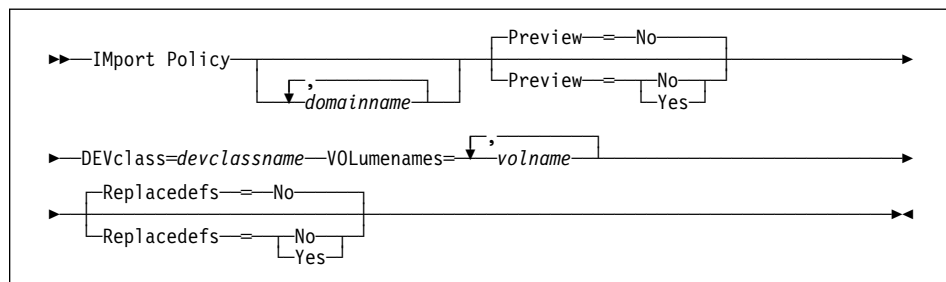 Preview = No
IMport Policy
,
domainname
Preview = No
Yes
DEVclass=devclassname VOLumenames=
,
volname
Replacedefs = No
Replacedefs = No
Yes